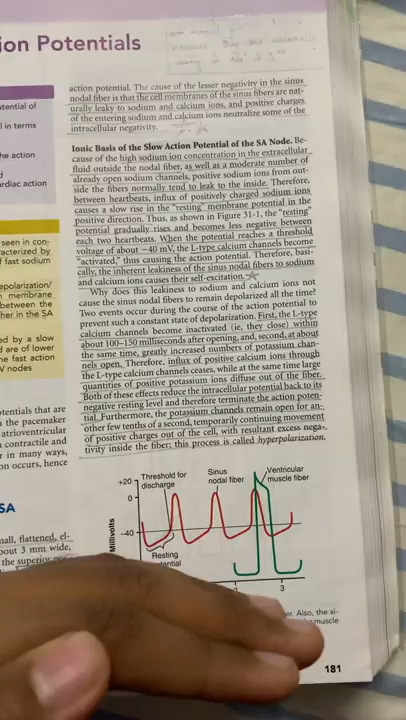 ion Potentials
tential of
l in terms
he action
d
rdiac action
seen in con-
acterized by
f fast sodium
epolarization/
n membrane
between the
her in the SA
ed by a slow
d are of lower
he fast action
V nodes
otentials that are
the pacemaker
atrioventricular
contractile and
r in many ways,
on occurs, hence
SA
mall, flattened, el-
bout 3 mm wide,
the superior
action potential. The cause of the lesser negativity in the sinus
nodal fiber is that the cell membranes of the sinus fibers are nat-
urally leaky to sodium and calcium ions, and positive charges
of the entering sodium and calcium ions neutralize some of the
intracellular negativity.
Ionic Basis of the Slow Action Potential of the SA Node. Be-
cause of the high sodium ion concentration in the extracellular
fluid outside the nodal fiber, as well as a moderate number of
already open sodium channels, positive sodium ions from out-
side the fibers normally tend to leak to the inside. Therefore,
between heartbeats, influx of positively charged sodium ions
causes a slow rise in the "resting" membrane potential in the
positive direction. Thus, as shown in Figure 31-1, the "resting"
potential gradually rises and becomes less negative between
each two heartbeats. When the potential reaches a threshold
voltage of about −40 mV, the L-type calcium channels become
"activated," thus causing the action potential. Therefore, basi-
cally, the inherent leakiness of the sinus nodal fibers to sodium
and calcium ions causes their self-excitation.
Why does this leakiness to sodium and calcium ions not
cause the sinus nodal fibers to remain depolarized all the time?
Two events occur during the course of the action potential to
prevent such a constant state of depolarization. First, the L-type
calcium channels become inactivated (ie, they close) within
about 100–150 milliseconds after opening, and, second, at about
the same time, greatly increased numbers of potassium chan-
nels open. Therefore, influx of positive calcium ions through
the L-type calcium channels ceases, while at the same time large
quantities of positive potassium ions diffuse out of the fiber.
Both of these effects reduce the intracellular potential back to its
negative resting level and therefore terminate the action poten-
tial. Furthermore, the potassium channels remain open for an-
other few tenths of a second, temporarily continuing movement
of positive charges out of the cell, with resultant excess nega-
tivity inside the fiber; this process is called hyperpolarization.
Threshold for
discharge
Sinus
nodal fiber
Ventricular
muscle fiber
+20
0
−40
Millivolts
Resting
3
er. Also, the si-
muscle
181